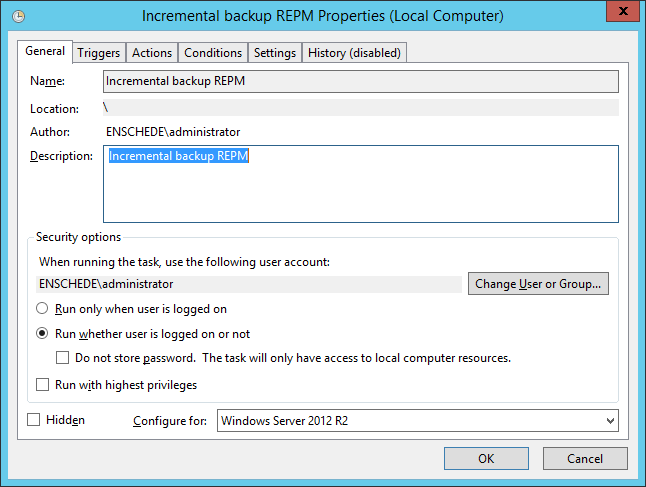 Incremental backup REPM Properties (Local Computer)
x
General Triggers Actions Conditions Settings History (disabled)
Name: Incremental backup REPM
Location: \
Author: ENSCHEDE\administrator
Description: Incremental backup REPM
Security options
When running the task, use the following user account:
ENSCHEDE\administrator Change User or Group...
Run only when user is logged on
Run whether user is logged on or not
Do not store password. The task will only have access to local computer resources.
Run with highest privileges
Hidden Configure for: Windows Server 2012 R2
OK Cancel